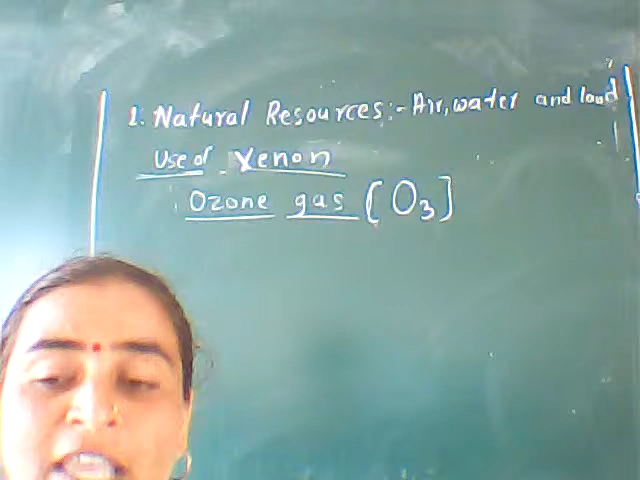 1. Natural Resources:- Air, water and land
Use of Xenon
Ozone gas [O₃]